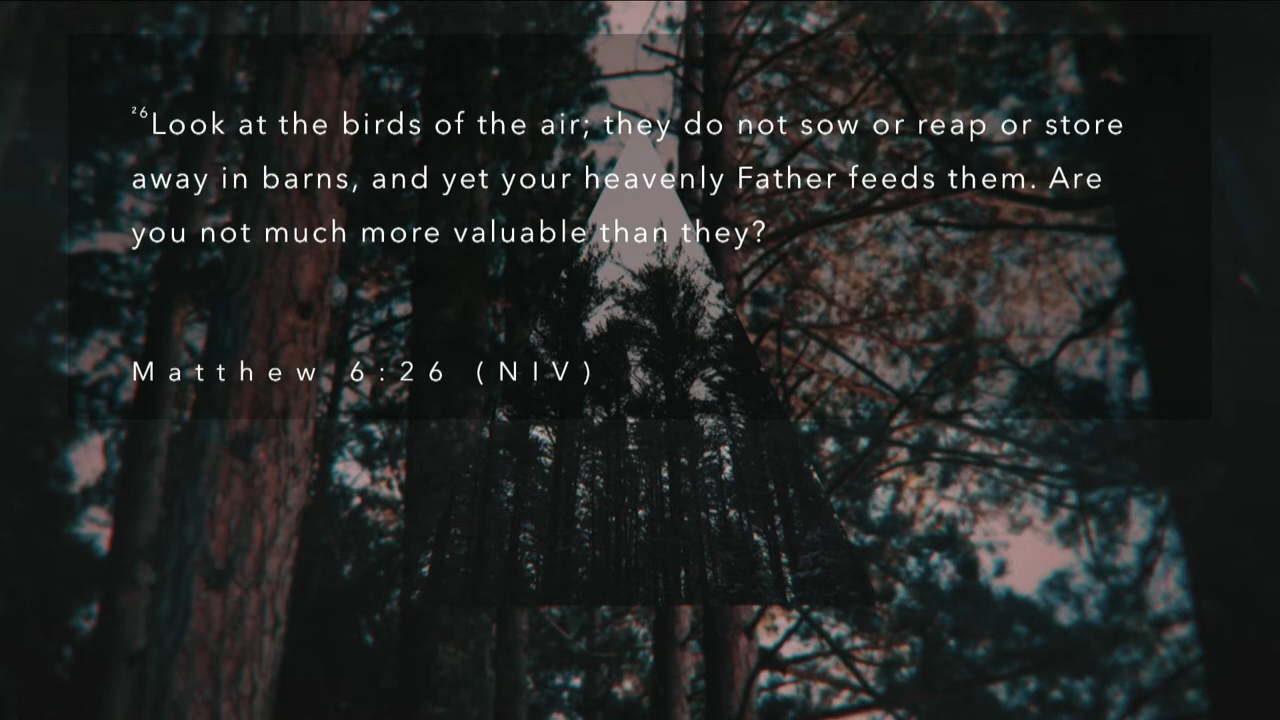 ²⁶Look at the birds of the air; they do not sow or reap or store
away in barns, and yet your heavenly Father feeds them. Are
you not much more valuable than they?
Matthew 6:26 (NIV)